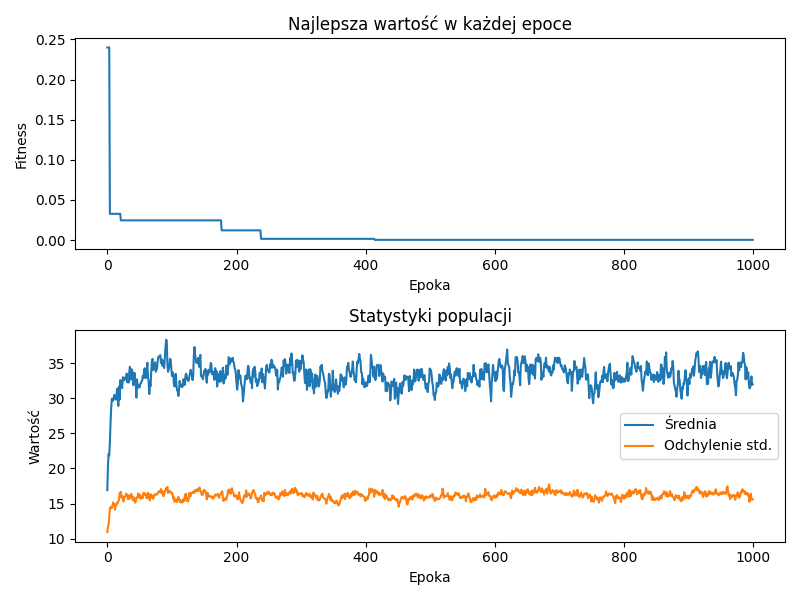 Najlepsza wartość w każdej epoce
0.25
0.20
0.15
0.10
0.05
0.00
Fitness
0 200 400 600 800 1000
Epoka
Statystyki populacji
35
30
25
20
15
10
Wartość
Średnia
Odchylenie std.
0 200 400 600 800 1000
Epoka